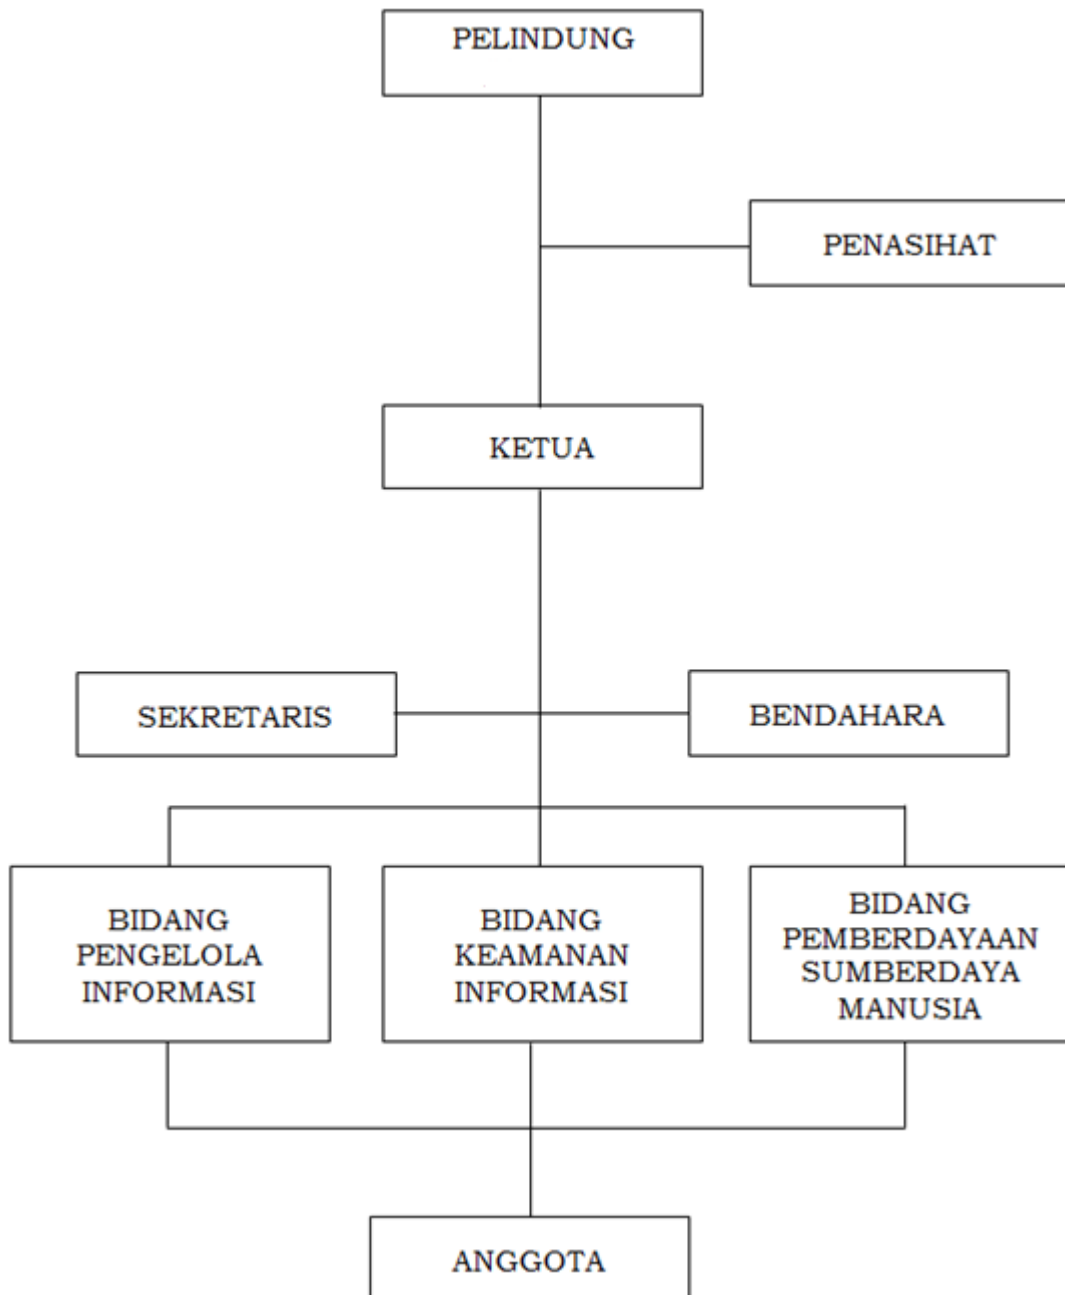 PELINDUNG
PENASIHAT
KETUA
SEKRETARIS
BENDAHARA
BIDANG
PENGELOLA
INFORMASI
BIDANG
KEAMANAN
INFORMASI
BIDANG
PEMBERDAYAAN
SUMBERDAYA
MANUSIA
ANGGOTA